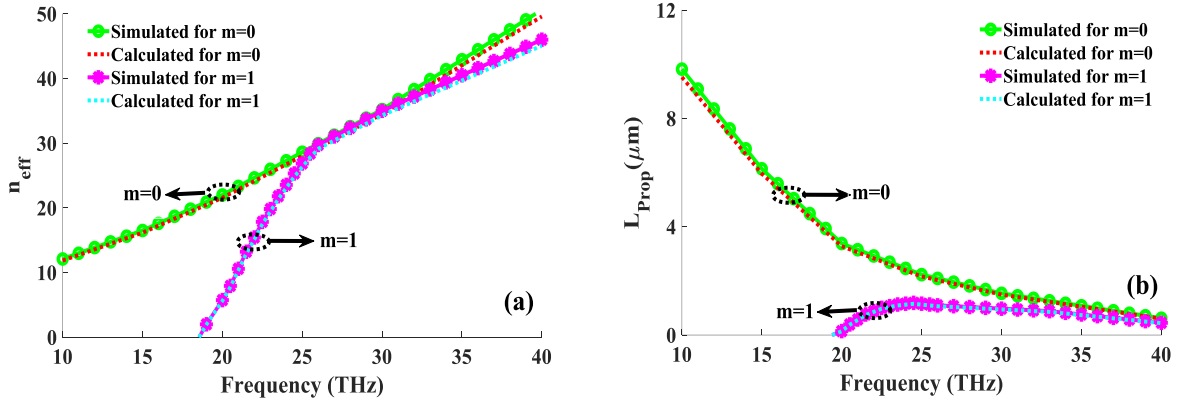 50
40
30
20
10
0
n_eff
Simulated for m=0
Calculated for m=0
Simulated for m=1
Calculated for m=1
m=0
m=1
(a)
10 15 20 25 30 35 40
Frequency (THz)
12
9
6
3
0
L_Prop(μm)
Simulated for m=0
Calculated for m=0
Simulated for m=1
Calculated for m=1
m=0
m=1
(b)
10 15 20 25 30 35 40
Frequency (THz)